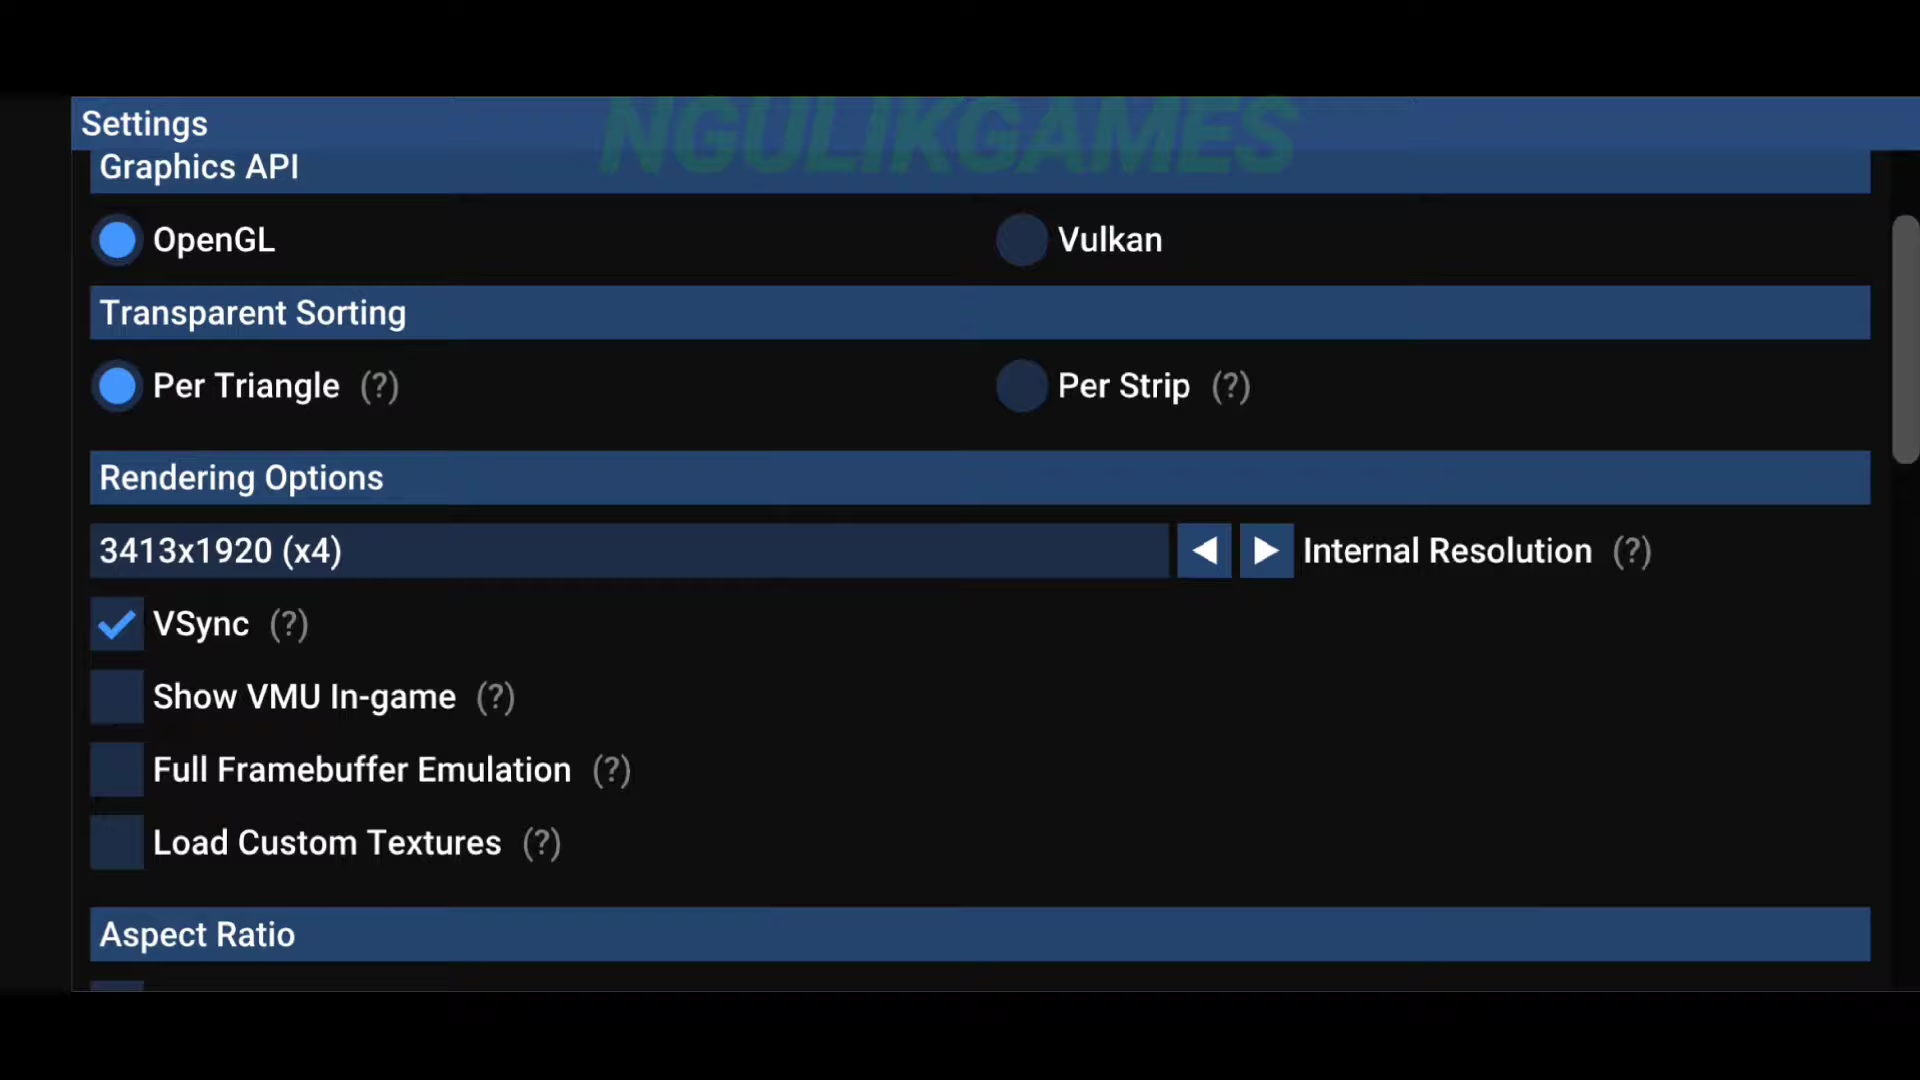 NGULIKGAMES
Settings
Graphics API
OpenGL Vulkan
Transparent Sorting
Per Triangle (?) Per Strip (?)
Rendering Options
3413x1920 (x4) Internal Resolution (?)
VSync (?)
Show VMU In-game (?)
Full Framebuffer Emulation (?)
Load Custom Textures (?)
Aspect Ratio